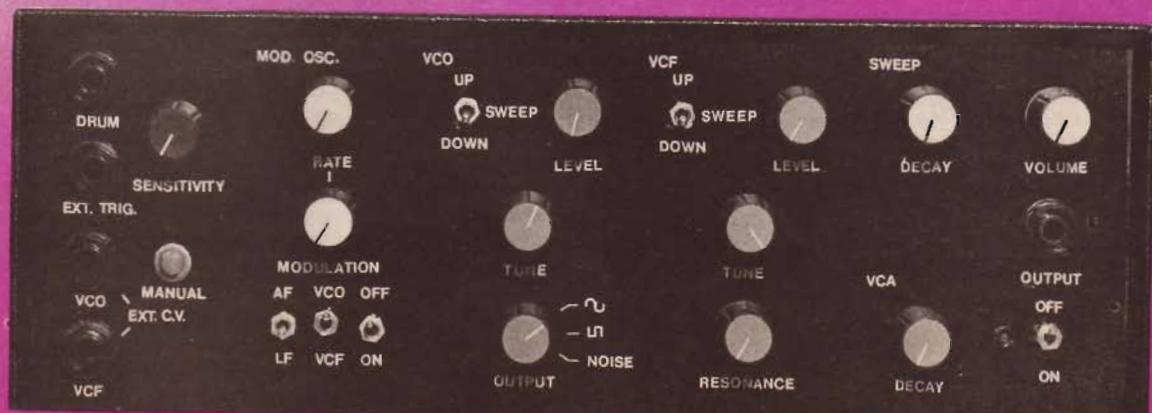 DRUM
SENSITIVITY
EXT. TRIG.
MANUAL
VCO
EXT. C.V.
VCF
MOD. OSC.
RATE
MODULATION
AF VCO OFF
LF VCF ON
VCO
UP
SWEEP
DOWN
LEVEL
TUNE
NOISE
OUTPUT
VCF
UP
SWEEP
DOWN
LEVEL
TUNE
RESONANCE
SWEEP
DECAY
VCA
DECAY
VOLUME
OUTPUT
OFF
ON